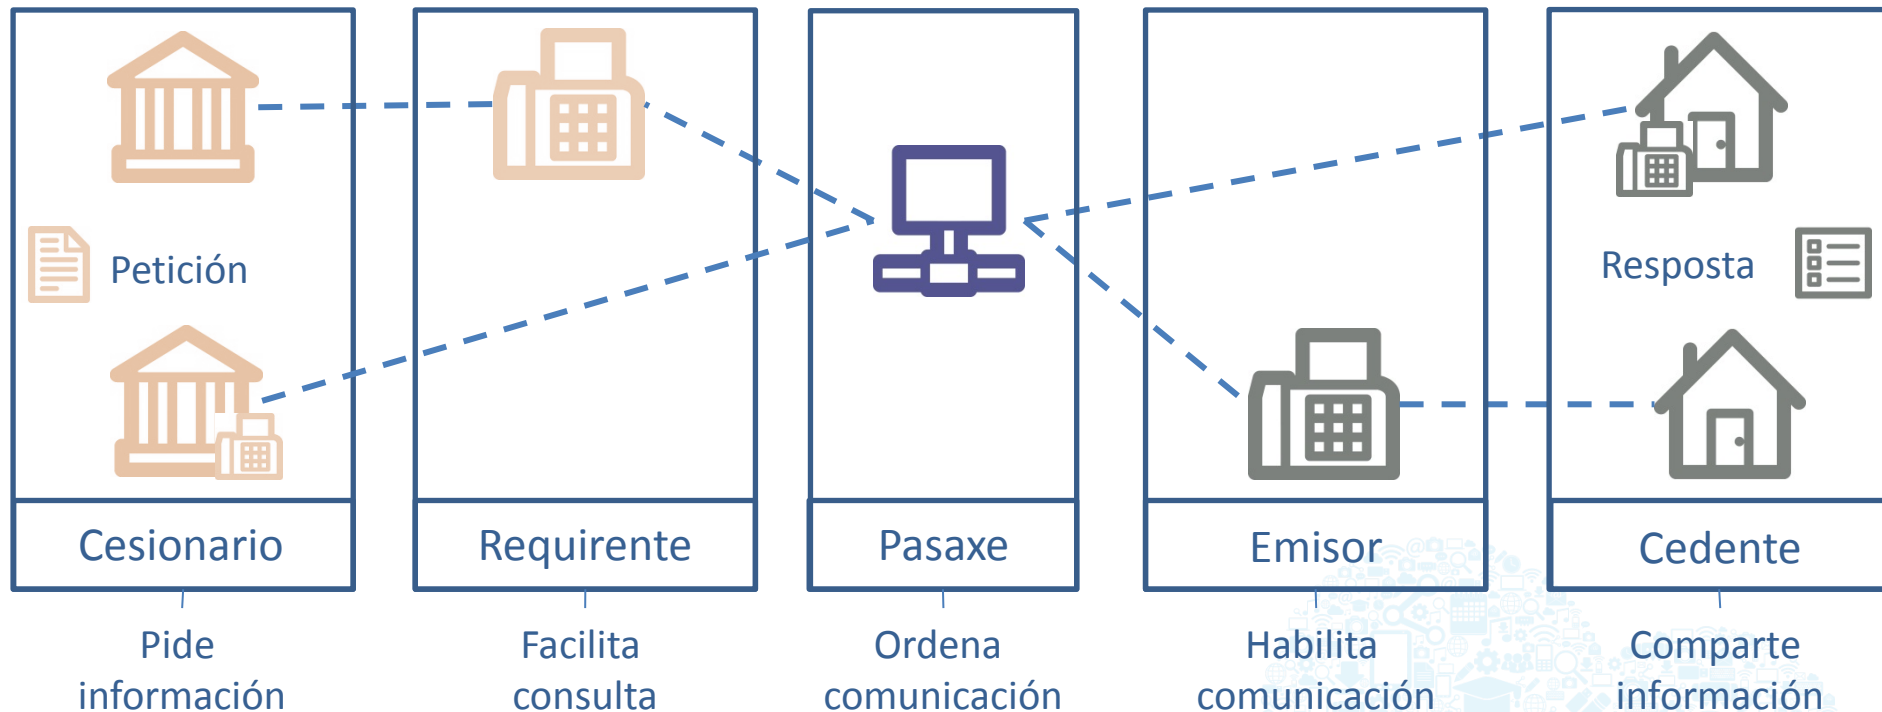 Petición
Resposta
Cesionario
Requirente
Pasaxe
Emisor
Cedente
Pide
información
Facilita
consulta
Ordena
comunicación
Habilita
comunicación
Comparte
información